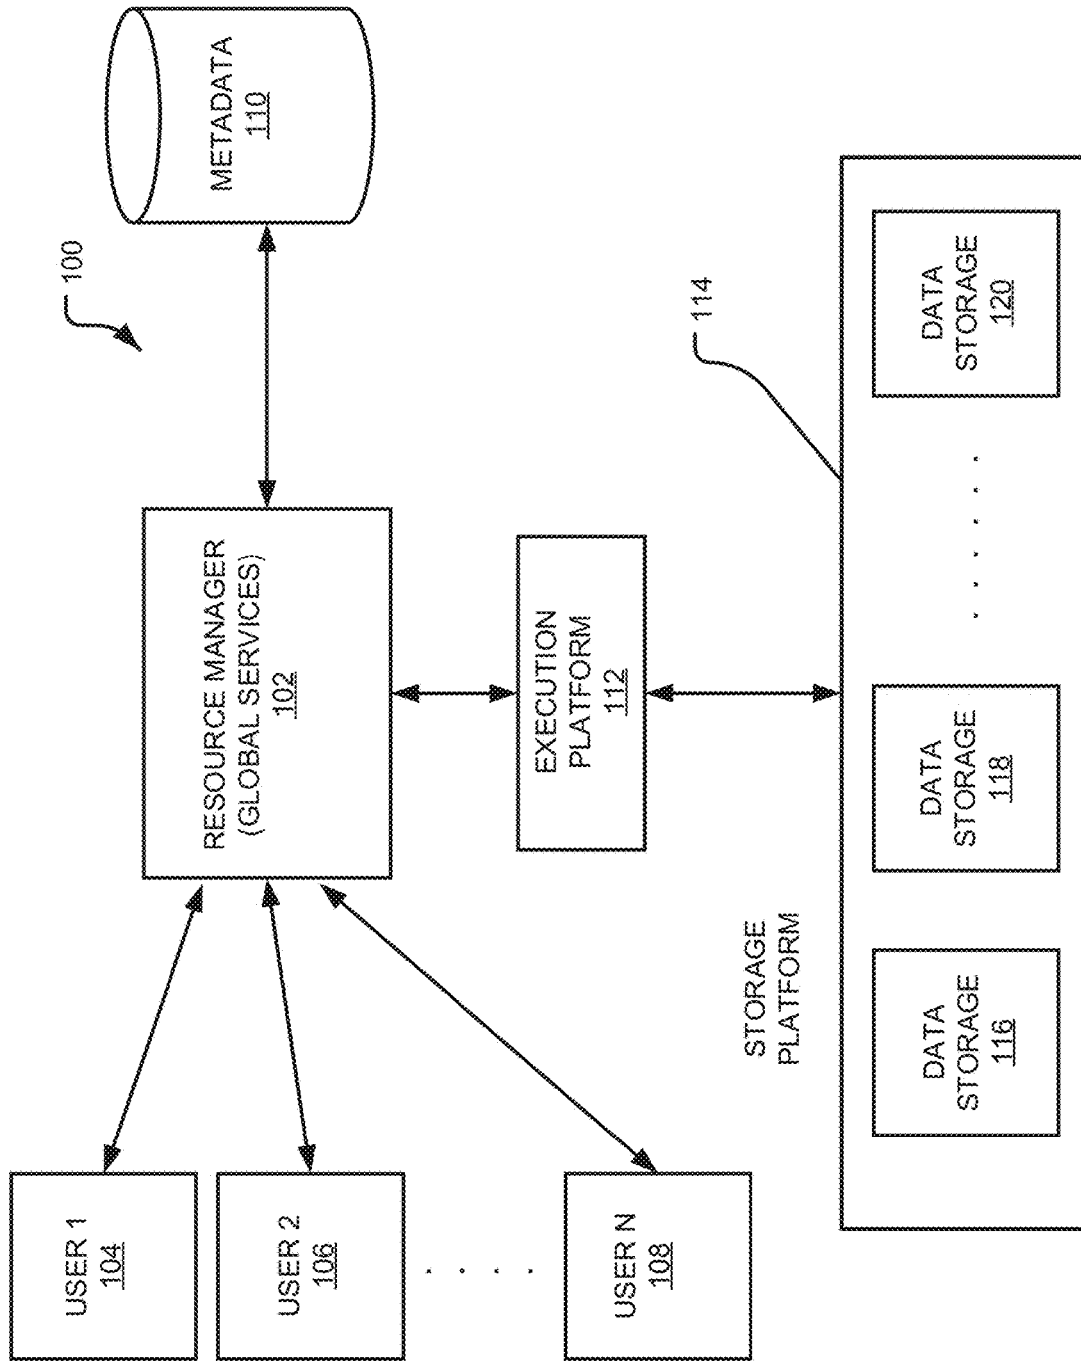 100
METADATA
110
RESOURCE MANAGER
(GLOBAL SERVICES)
102
USER 1
104
USER 2
106
USER N
108
EXECUTION
PLATFORM
112
STORAGE
PLATFORM
114
DATA
STORAGE
116
DATA
STORAGE
118
DATA
STORAGE
120